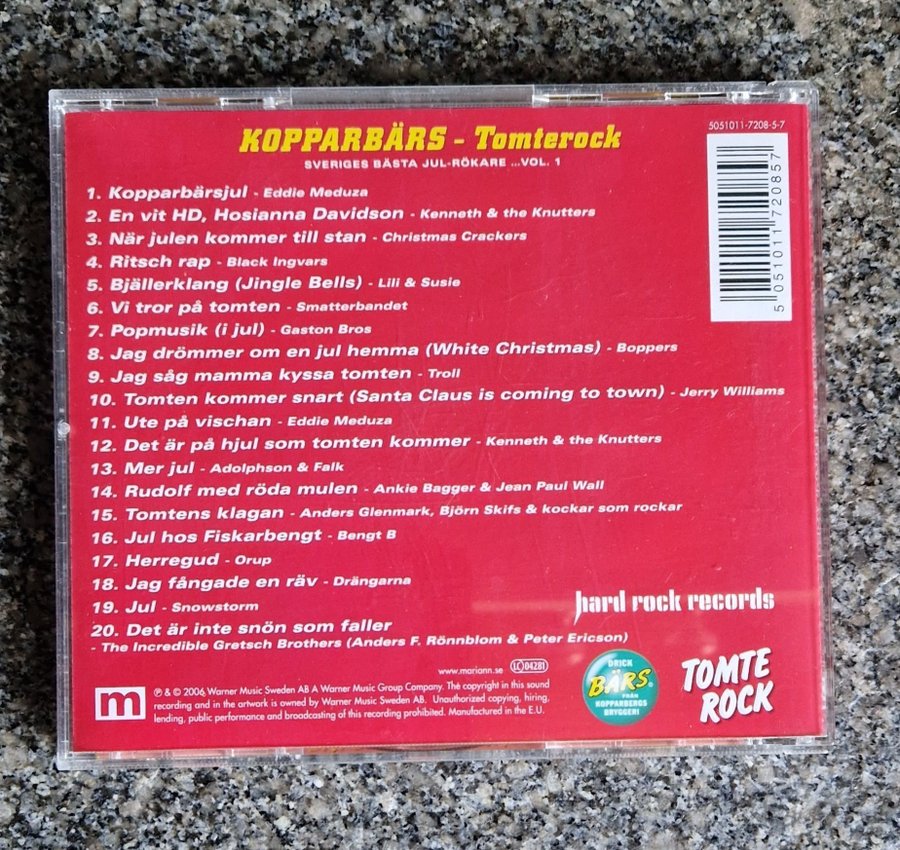 KOPPARBÄRS - Tomterock
SVERIGES BÄSTA JUL-RÖKARE ...VOL. 1
5051011-7208-5-7
5 051011 720857
1. Kopparbärsjul - Eddie Meduza
2. En vit HD, Hosianna Davidson - Kenneth & the Knutters
3. När julen kommer till stan - Christmas Crackers
4. Ritsch rap - Black Ingvars
5. Bjällerklang (Jingle Bells) - Lili & Susie
6. Vi tror på tomten - Smatterbandet
7. Popmusik (i jul) - Gaston Bros
8. Jag drömmer om en jul hemma (White Christmas) - Boppers
9. Jag såg mamma kyssa tomten - Troll
10. Tomten kommer snart (Santa Claus is coming to town) - Jerry Williams
11. Ute på vischan - Eddie Meduza
12. Det är på hjul som tomten kommer - Kenneth & the Knutters
13. Mer jul - Adolphson & Falk
14. Rudolf med röda mulen - Ankie Bagger & Jean Paul Wall
15. Tomtens klagan - Anders Glenmark, Björn Skifs & kockar som rockar
16. Jul hos Fiskarbengt - Bengt B
17. Herregud - Orup
18. Jag fångade en räv - Drängarna
19. Jul - Snowstorm
20. Det är inte snön som faller
- The Incredible Gretsch Brothers (Anders F. Rönnblom & Peter Ericson)
hard rock records
www.mariann.se LC 04281
m
℗ & © 2006 Warner Music Sweden AB A Warner Music Group Company. The copyright in this sound
recording and in the artwork is owned by Warner Music Sweden AB. Unauthorized copying, hiring,
lending, public performance and broadcasting of this recording prohibited. Manufactured in the E.U.
DRICK
BÄRS
FRÅN
KOPPARBERGS
BRYGGERI
TOMTE
ROCK